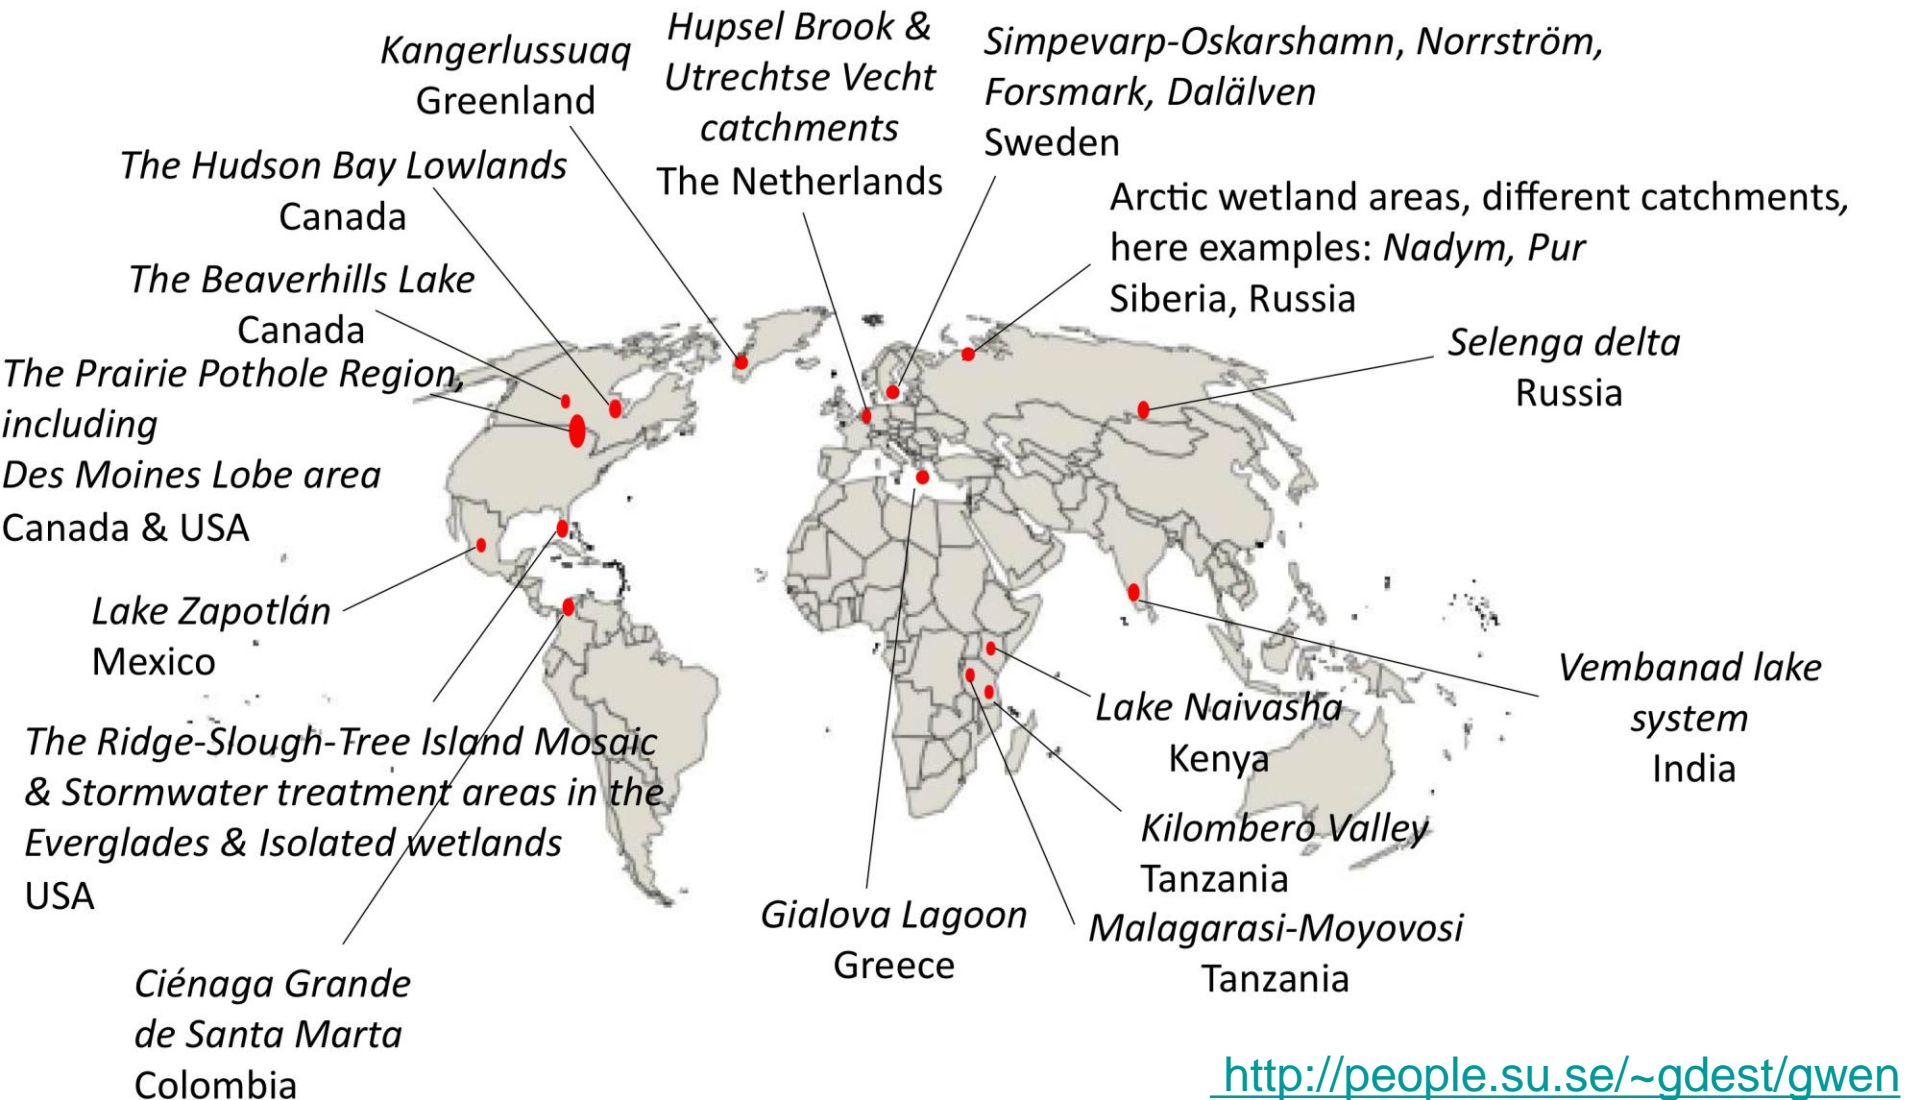 Kangerlussuaq
Greenland
Hupsel Brook &
Utrechtse Vecht
catchments
The Netherlands
Simpevarp-Oskarshamn, Norrström,
Forsmark, Dalälven
Sweden
The Hudson Bay Lowlands
Canada
Arctic wetland areas, different catchments,
here examples: Nadym, Pur
Siberia, Russia
The Beaverhills Lake
Canada
Selenga delta
Russia
The Prairie Pothole Region,
including
Des Moines Lobe area
Canada & USA
Lake Zapotlán
Mexico
Vembanad lake
system
India
Lake Naivasha
Kenya
The Ridge-Slough-Tree Island Mosaic
& Stormwater treatment areas in the
Everglades & Isolated wetlands
USA
Kilombero Valley
Tanzania
Gialova Lagoon
Greece
Malagarasi-Moyovosi
Tanzania
Ciénaga Grande
de Santa Marta
Colombia
http://people.su.se/~gdest/gwen